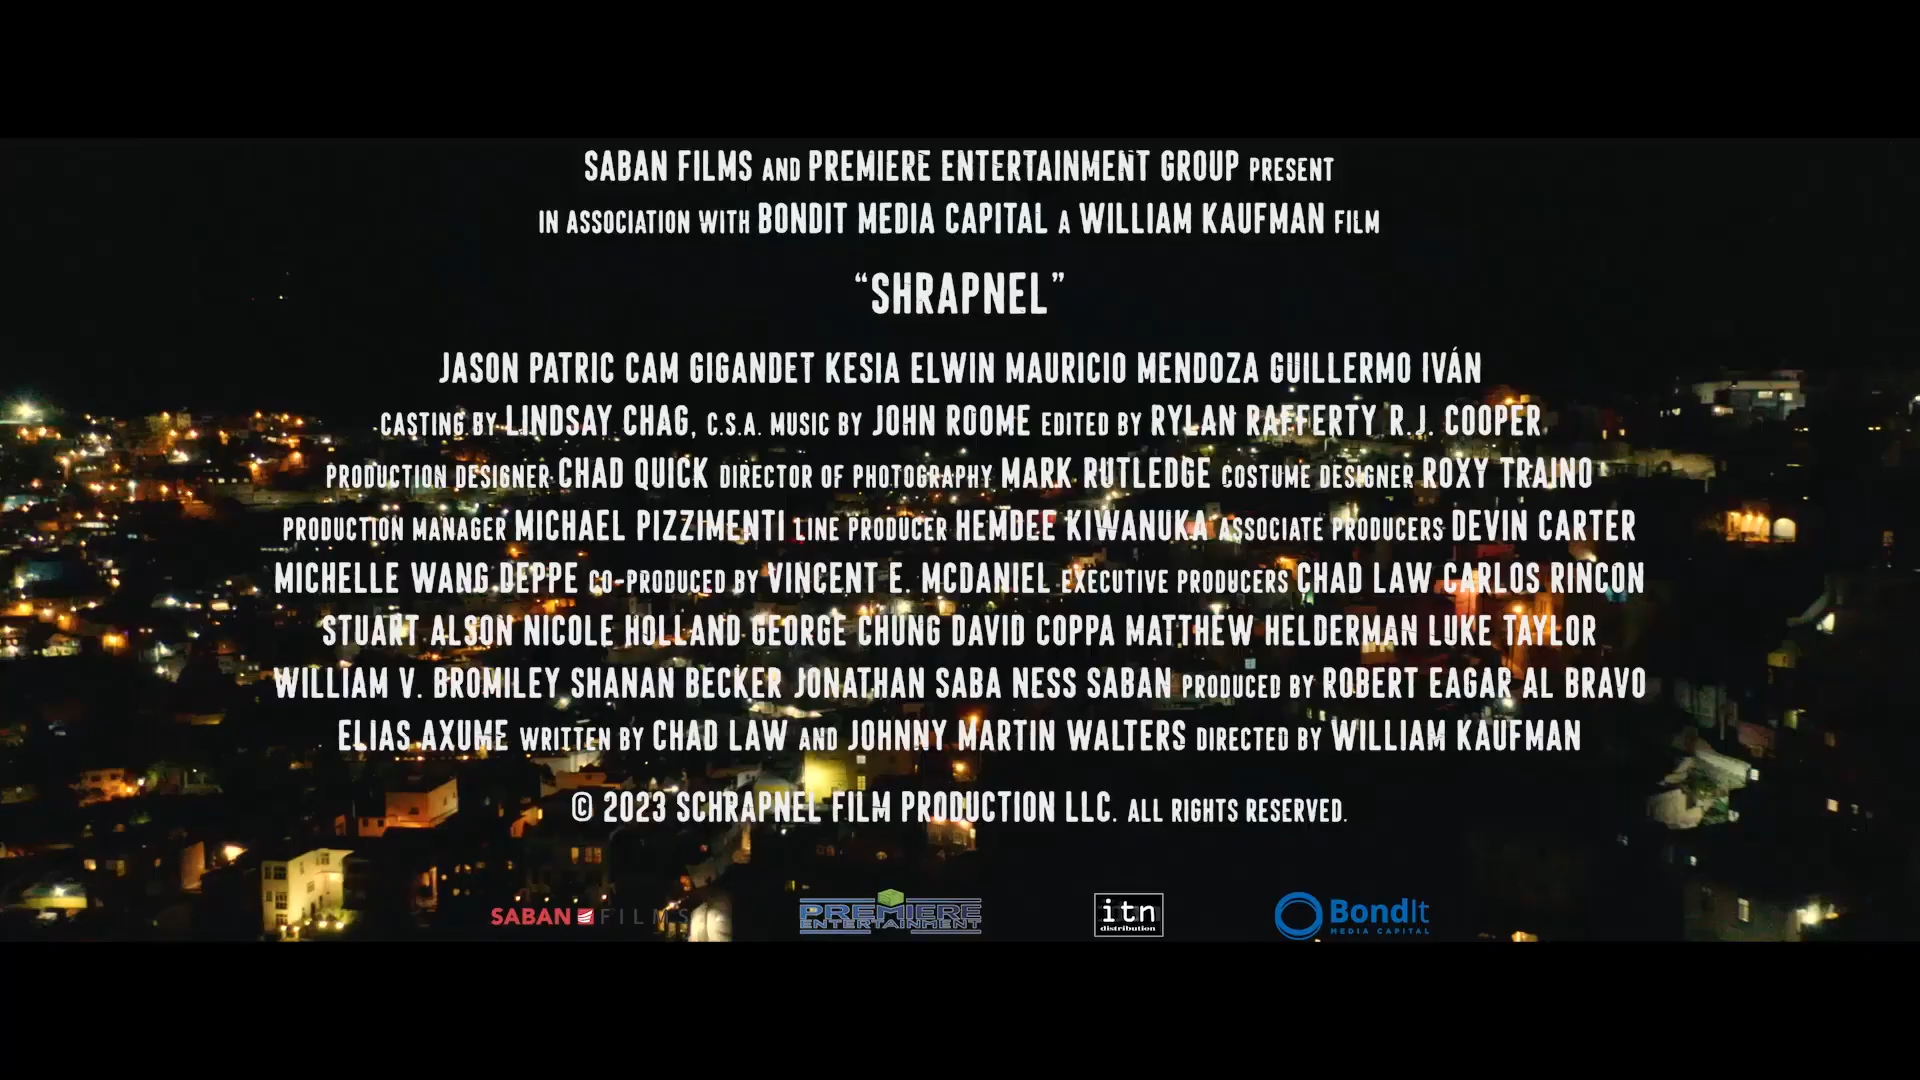 SABAN FILMS AND PREMIERE ENTERTAINMENT GROUP PRESENT
IN ASSOCIATION WITH BONDIT MEDIA CAPITAL A WILLIAM KAUFMAN FILM
“SHRAPNEL”
JASON PATRIC CAM GIGANDET KESIA ELWIN MAURICIO MENDOZA GUILLERMO IVÁN
CASTING BY LINDSAY CHAG, C.S.A. MUSIC BY JOHN ROOME EDITED BY RYLAN RAFFERTY R.J. COOPER
PRODUCTION DESIGNER CHAD QUICK DIRECTOR OF PHOTOGRAPHY MARK RUTLEDGE COSTUME DESIGNER ROXY TRAINO
PRODUCTION MANAGER MICHAEL PIZZIMENTI LINE PRODUCER HEMDEE KIWANUKA ASSOCIATE PRODUCERS DEVIN CARTER
MICHELLE WANG DEPPE CO-PRODUCED BY VINCENT E. MCDANIEL EXECUTIVE PRODUCERS CHAD LAW CARLOS RINCON
STUART ALSON NICOLE HOLLAND GEORGE CHUNG DAVID COPPA MATTHEW HELDERMAN LUKE TAYLOR
WILLIAM V. BROMILEY SHANAN BECKER JONATHAN SABA NESS SABAN PRODUCED BY ROBERT EAGAR AL BRAVO
ELIAS AXUME WRITTEN BY CHAD LAW AND JOHNNY MARTIN WALTERS DIRECTED BY WILLIAM KAUFMAN
© 2023 SCHRAPNEL FILM PRODUCTION LLC. ALL RIGHTS RESERVED.
SABAN FILMS
PREMIERE
ENTERTAINMENT
itn
distribution
BondIt
MEDIA CAPITAL